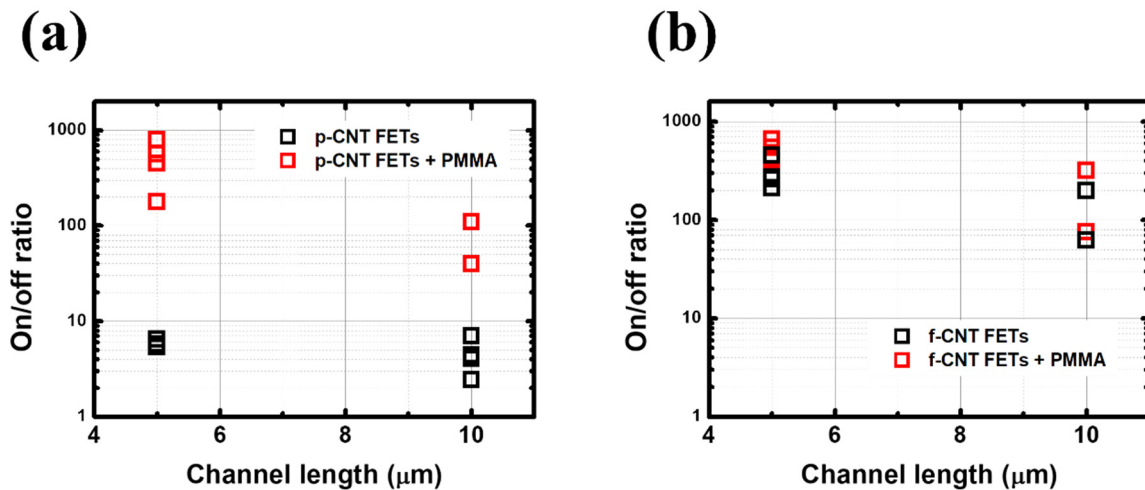 (a)
1000
100
10
1
On/off ratio
p-CNT FETs
p-CNT FETs + PMMA
4
6
8
10
Channel length (μm)
(b)
1000
100
10
1
On/off ratio
f-CNT FETs
f-CNT FETs + PMMA
4
6
8
10
Channel length (μm)